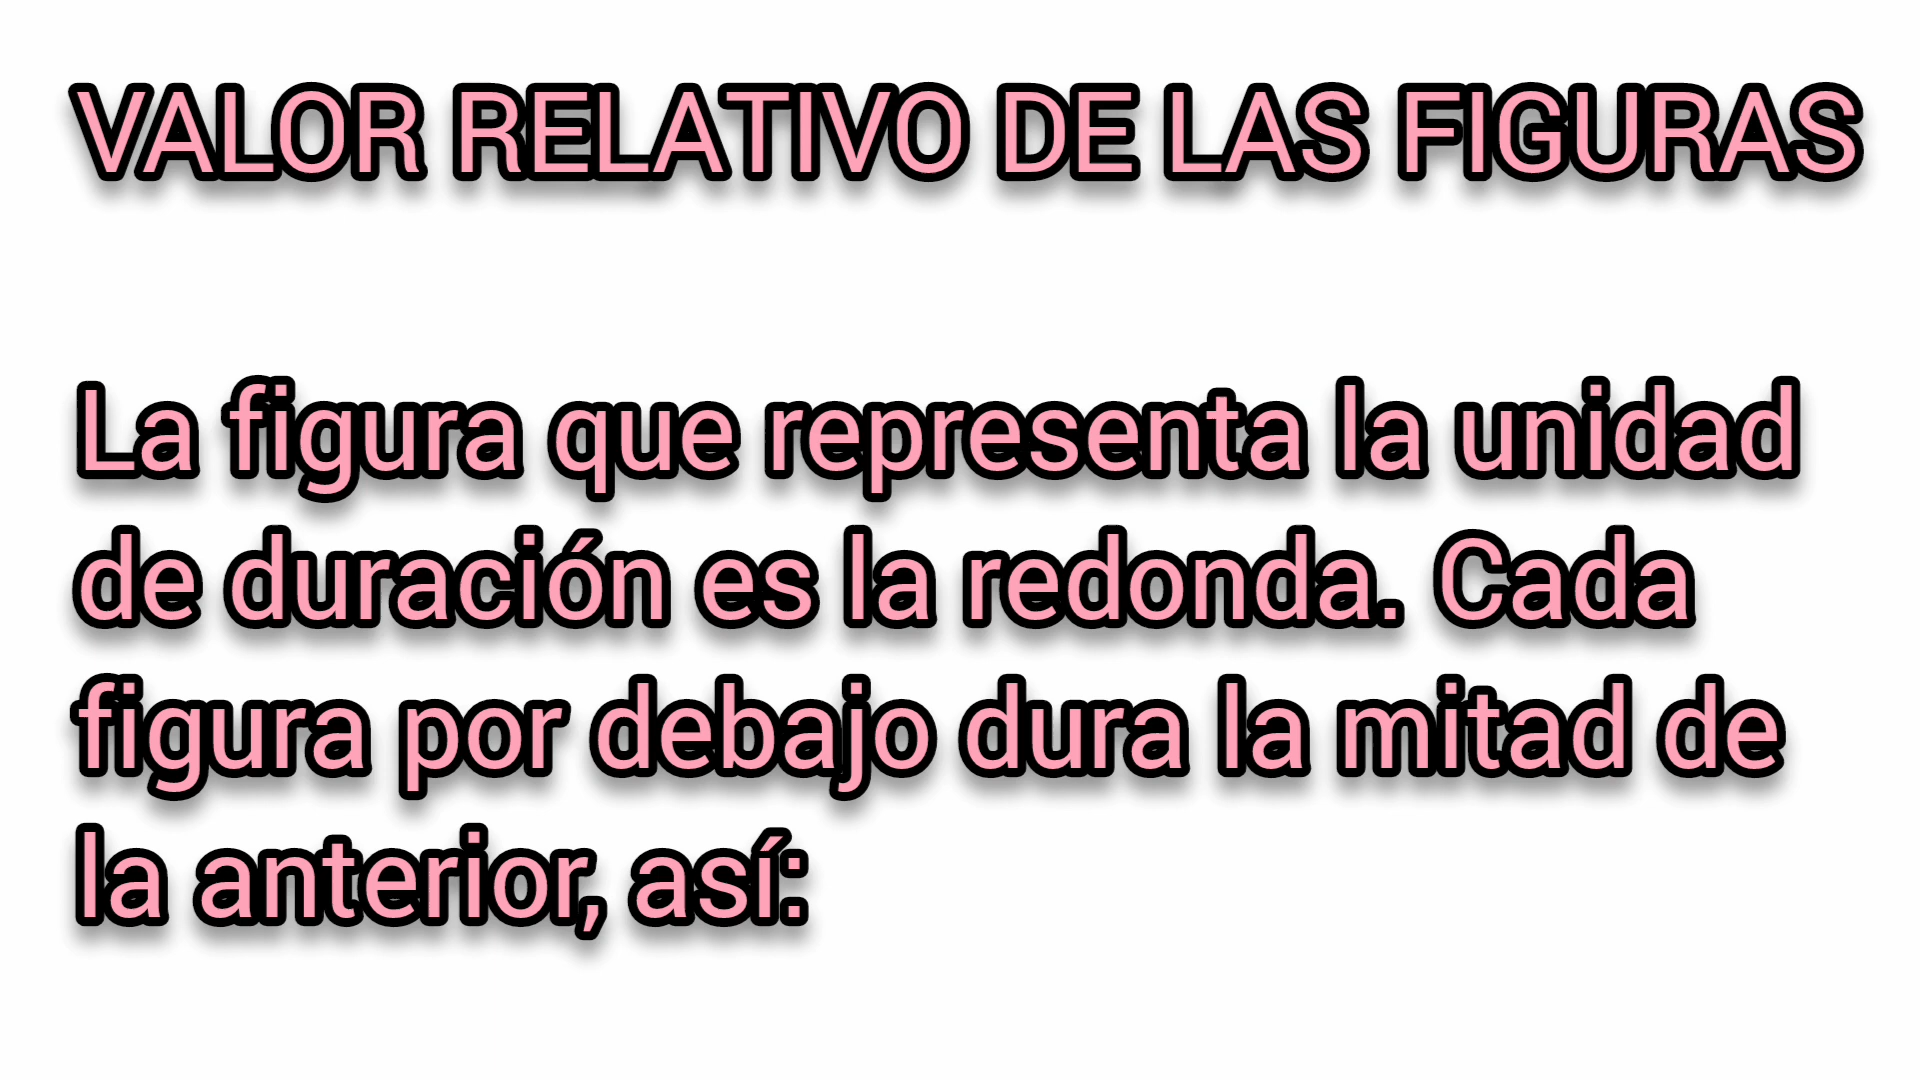 VALOR RELATIVO DE LAS FIGURAS
La figura que representa la unidad
de duración es la redonda. Cada
figura por debajo dura la mitad de
la anterior, así: